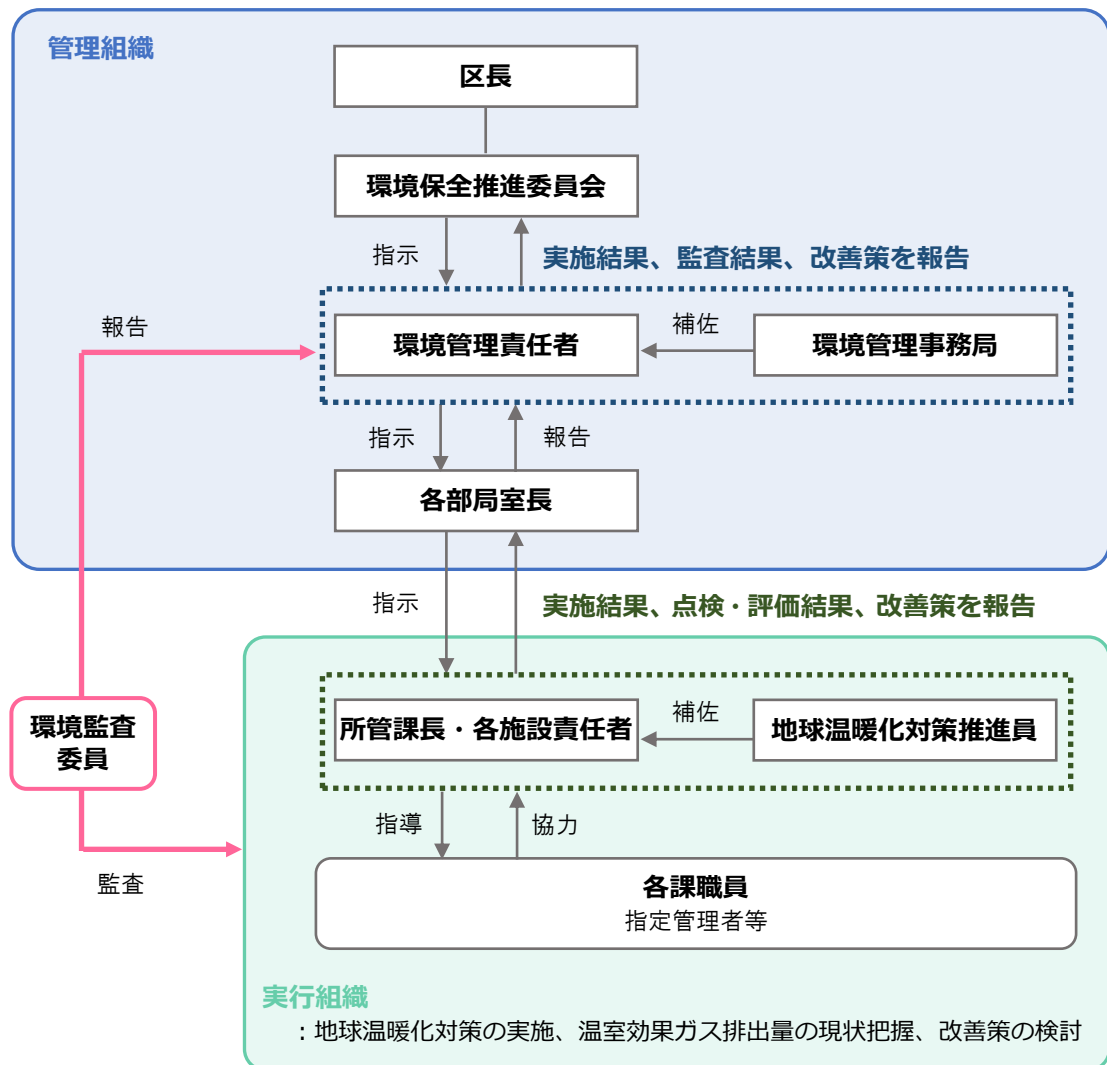 管理組織
区長
環境保全推進委員会
指示
実施結果、監査結果、改善策を報告
報告
環境管理責任者
補佐
環境管理事務局
指示
報告
各部局室長
指示
実施結果、点検・評価結果、改善策を報告
環境監査
委員
所管課長・各施設責任者
補佐
地球温暖化対策推進員
指導
協力
監査
各課職員
指定管理者等
実行組織
：地球温暖化対策の実施、温室効果ガス排出量の現状把握、改善策の検討